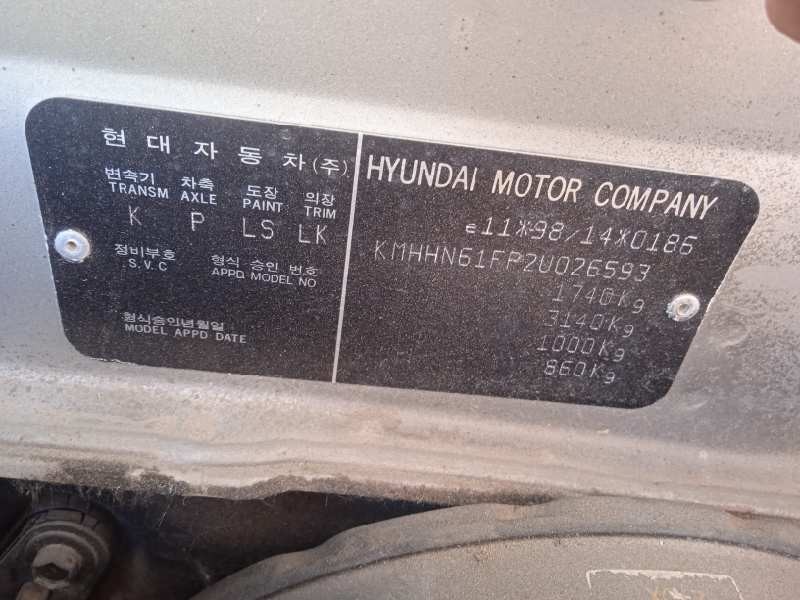 현대자동차(주)
변속기 차축 도장 의장
TRANSM AXLE PAINT TRIM
K P LS LK
정비부호 형식 승인 번호
S.V.C APPD MODEL NO
형식승인년월일
MODEL APPD DATE
HYUNDAI MOTOR COMPANY
e11*98/14*0186
KMHHN61FP2U026593
1740Kg
3140Kg
1000Kg
860Kg